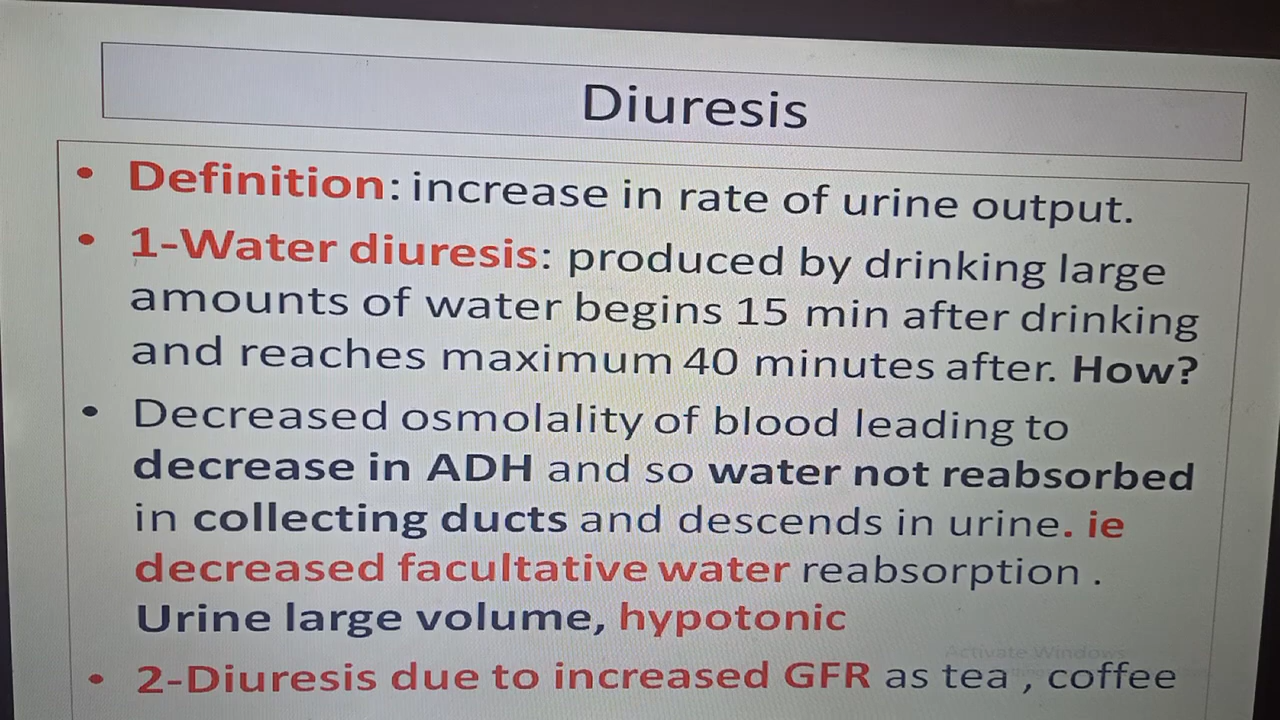 Diuresis
• Definition: increase in rate of urine output.
• 1-Water diuresis: produced by drinking large
amounts of water begins 15 min after drinking
and reaches maximum 40 minutes after. How?
• Decreased osmolality of blood leading to
decrease in ADH and so water not reabsorbed
in collecting ducts and descends in urine. ie
decreased facultative water reabsorption .
Urine large volume, hypotonic
Activate Windows
• 2-Diuresis due to increased GFR as tea , coffee